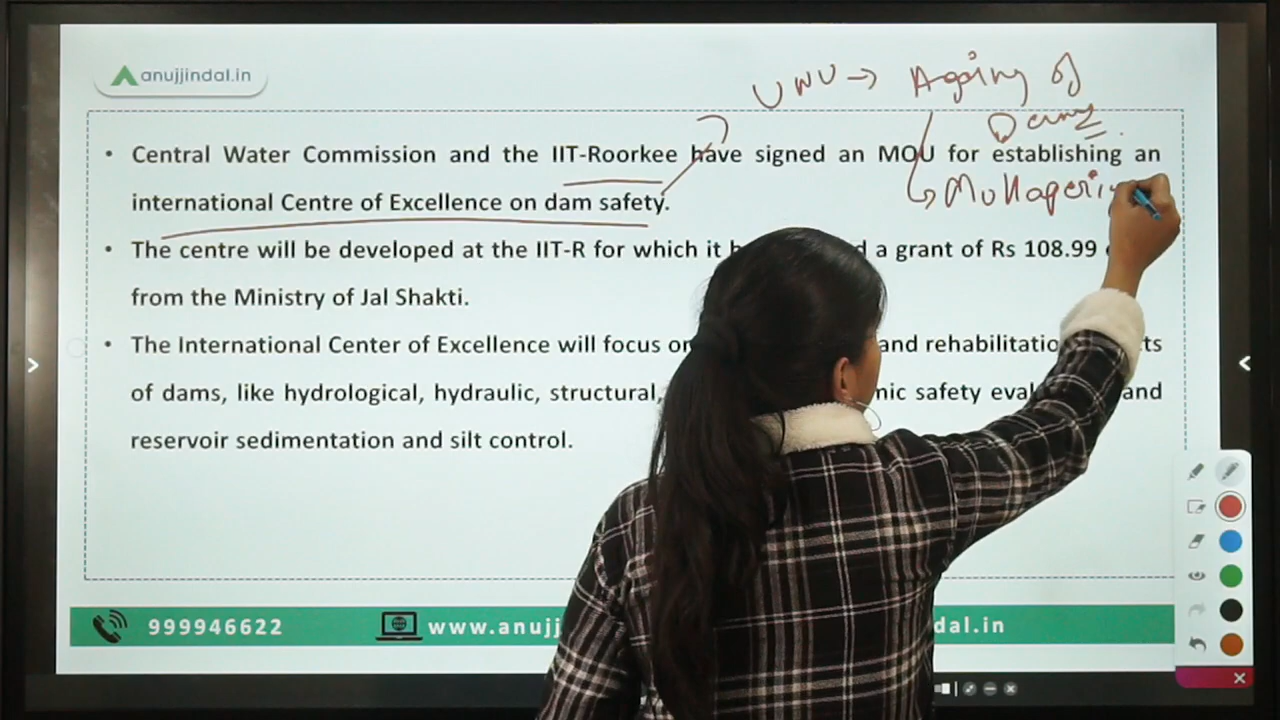 anujjindal.in
UNU → Ageing of
Dams
Mullaperi
• Central Water Commission and the IIT-Roorkee have signed an MOU for establishing an
international Centre of Excellence on dam safety.
• The centre will be developed at the IIT-R for which it a grant of Rs 108.99
from the Ministry of Jal Shakti.
• The International Center of Excellence will focus on and rehabilitation
of dams, like hydrological, hydraulic, structural, safety and
reservoir sedimentation and silt control.
999946622
www.anujj dal.in